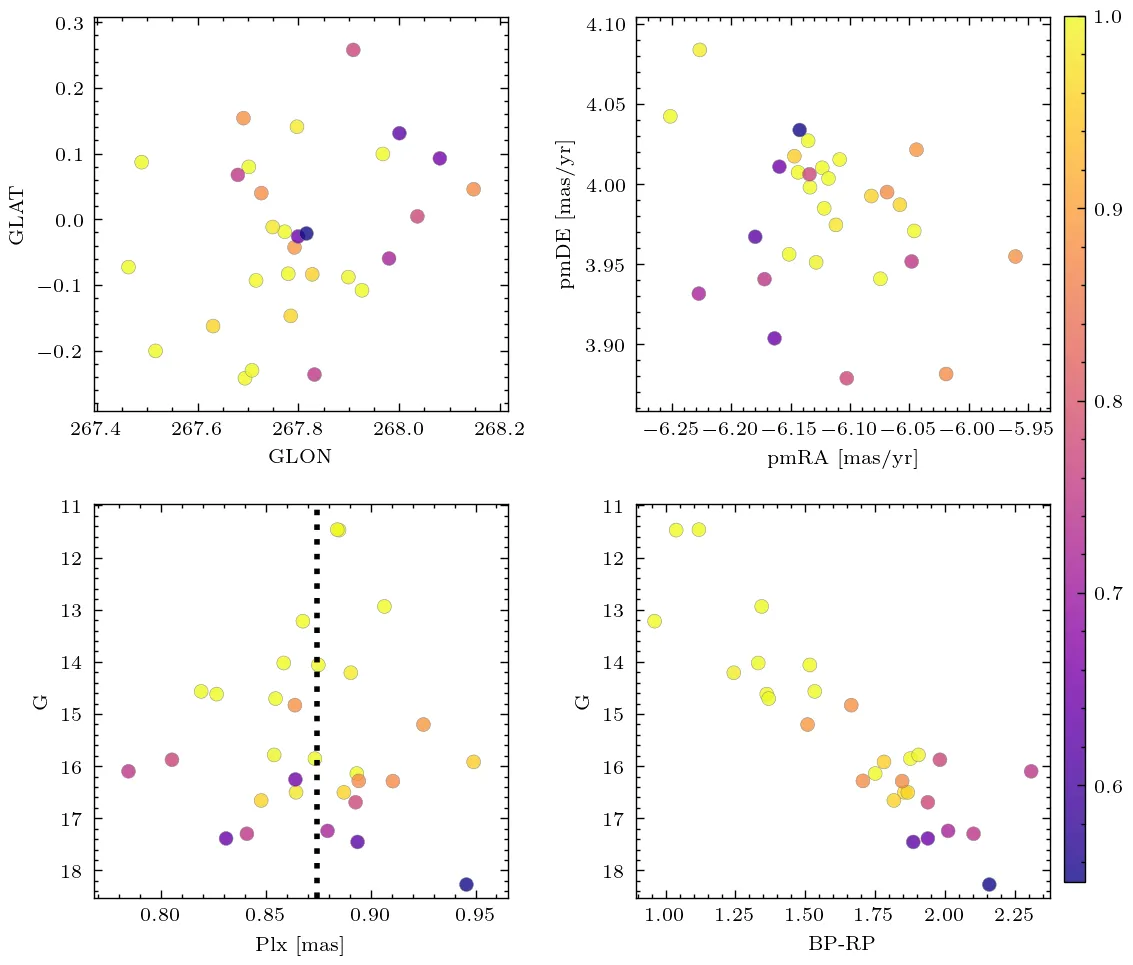 0.3
0.2
0.1
0.0
−0.1
−0.2
GLAT
267.4 267.6 267.8 268.0 268.2
GLON
4.10
4.05
4.00
3.95
3.90
pmDE [mas/yr]
−6.25 −6.20 −6.15 −6.10 −6.05 −6.00 −5.95
pmRA [mas/yr]
1.0
0.9
0.8
0.7
0.6
11
12
13
14
15
16
17
18
G
0.80 0.85 0.90 0.95
Plx [mas]
11
12
13
14
15
16
17
18
G
1.00 1.25 1.50 1.75 2.00 2.25
BP-RP